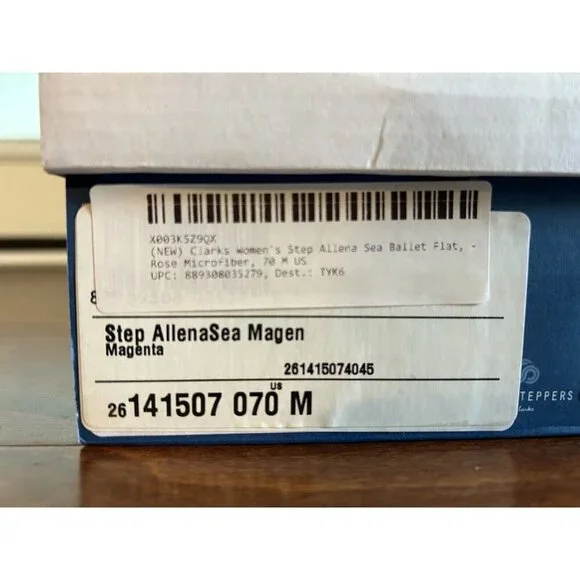 X003K5Z9QX
(NEW) Clarks Women's Step Allena Sea Ballet Flat, -
Rose Microfiber, 70 M US
UPC: 889308035279, Dest.: TYK6
Step AllenaSea Magen
Magenta
261415074045
US
26141507 070 M
STEPPERS
Clarks